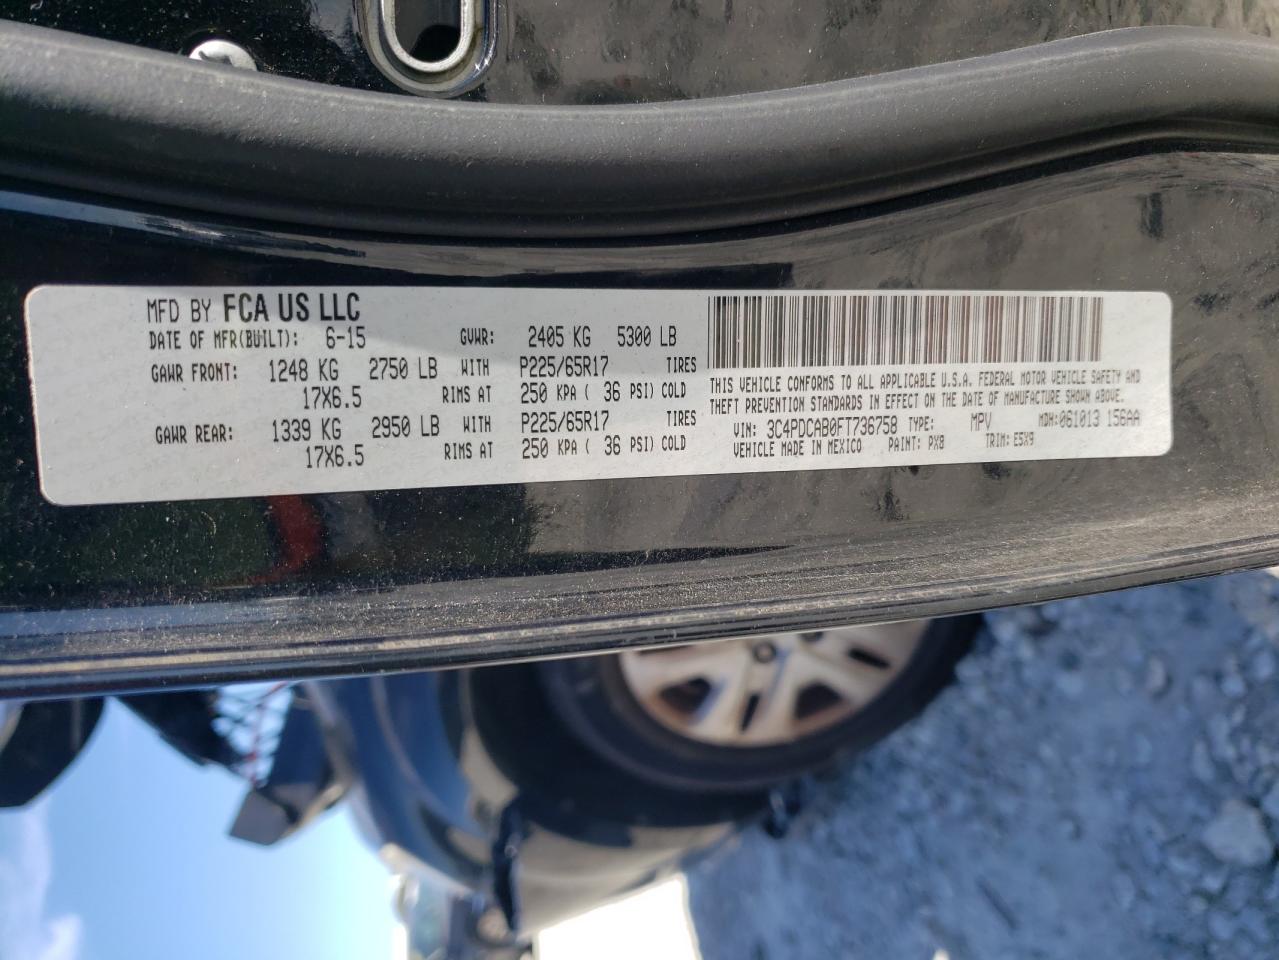 MFD BY FCA US LLC
DATE OF MFR(BUILT): 6-15 GVWR: 2405 KG 5300 LB
GAWR FRONT: 1248 KG 2750 LB WITH P225/65R17 TIRES
17X6.5 RIMS AT 250 KPA ( 36 PSI) COLD
GAWR REAR: 1339 KG 2950 LB WITH P225/65R17 TIRES
17X6.5 RIMS AT 250 KPA ( 36 PSI) COLD
THIS VEHICLE CONFORMS TO ALL APPLICABLE U.S.A. FEDERAL MOTOR VEHICLE SAFETY AND
THEFT PREVENTION STANDARDS IN EFFECT ON THE DATE OF MANUFACTURE SHOWN ABOVE.
VIN: 3C4PDCAB0FT736758 TYPE: MPV MDH:061013 156AA
VEHICLE MADE IN MEXICO PAINT: PX8 TRIM: E5X9